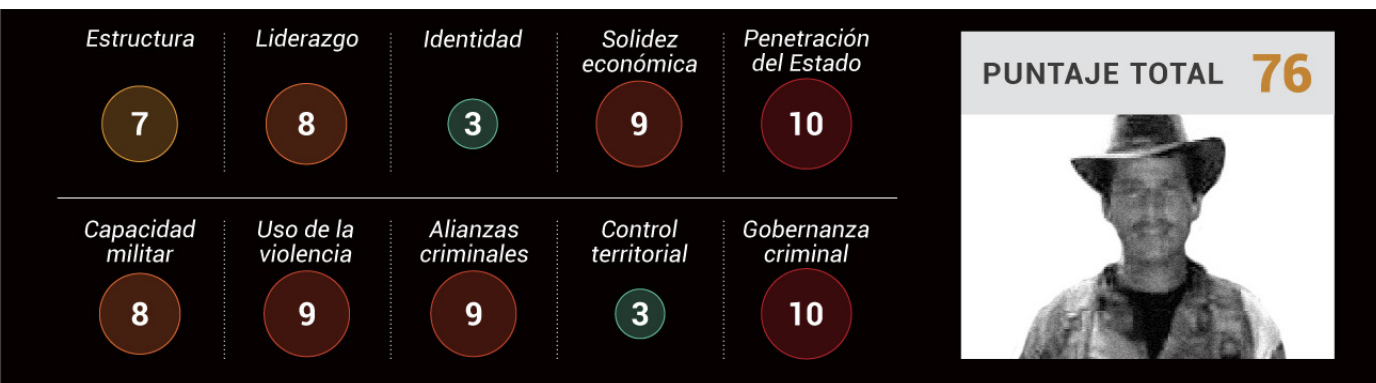 Estructura
Liderazgo
Identidad
Solidez
económica
Penetración
del Estado
7
8
3
9
10
Capacidad
militar
Uso de la
violencia
Alianzas
criminales
Control
territorial
Gobernanza
criminal
8
9
9
3
10
PUNTAJE TOTAL 76